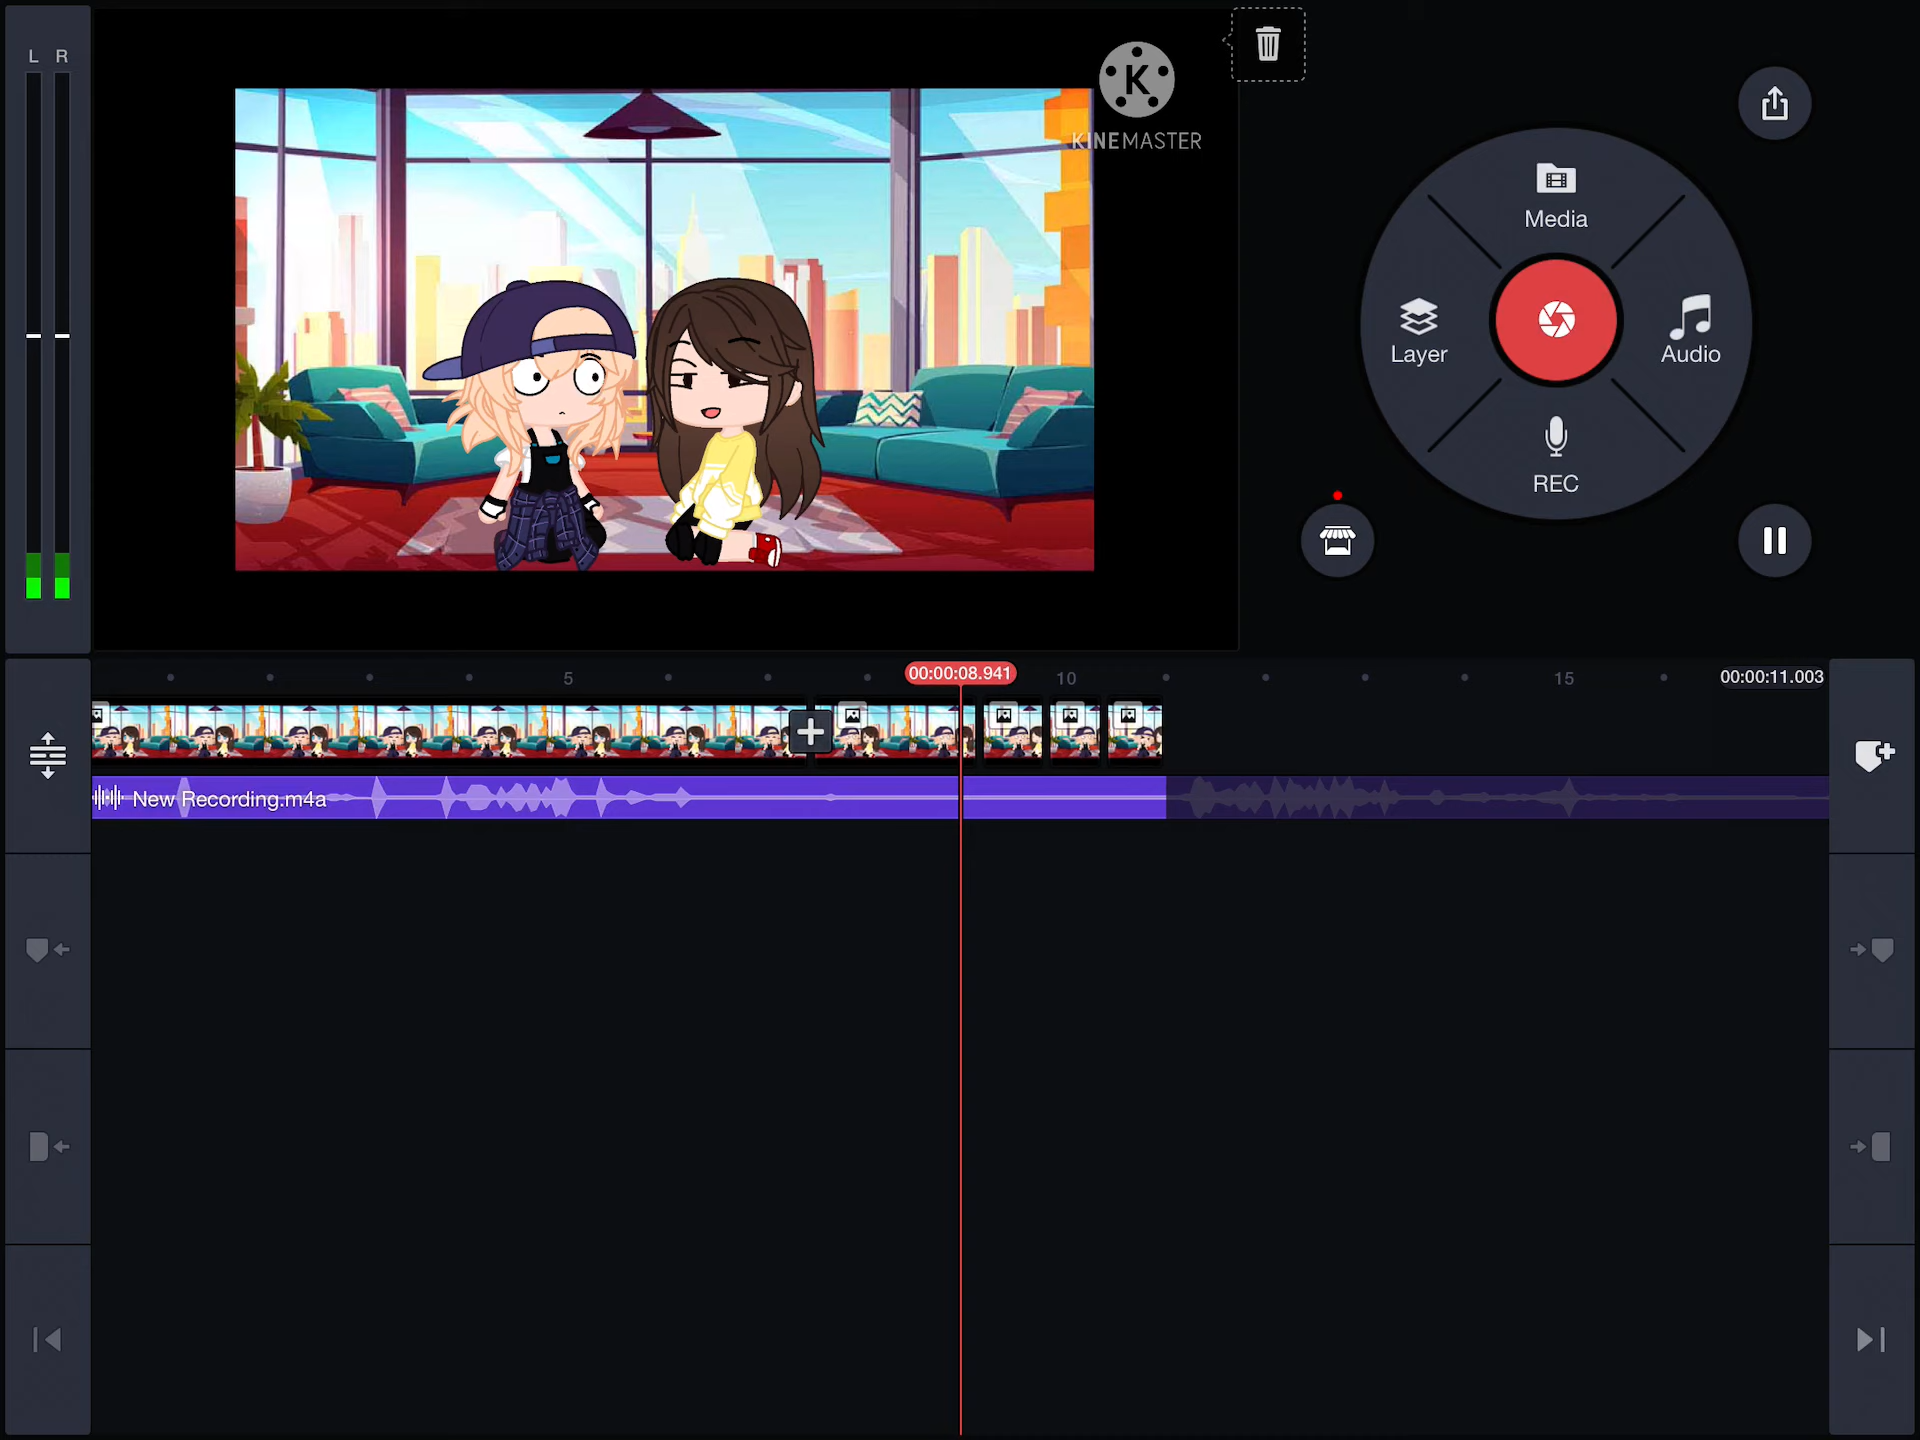 L R
K
KINEMASTER
Media
Layer
Audio
REC
5
00:00:08.941
10
15
00:00:11.003
New Recording.m4a